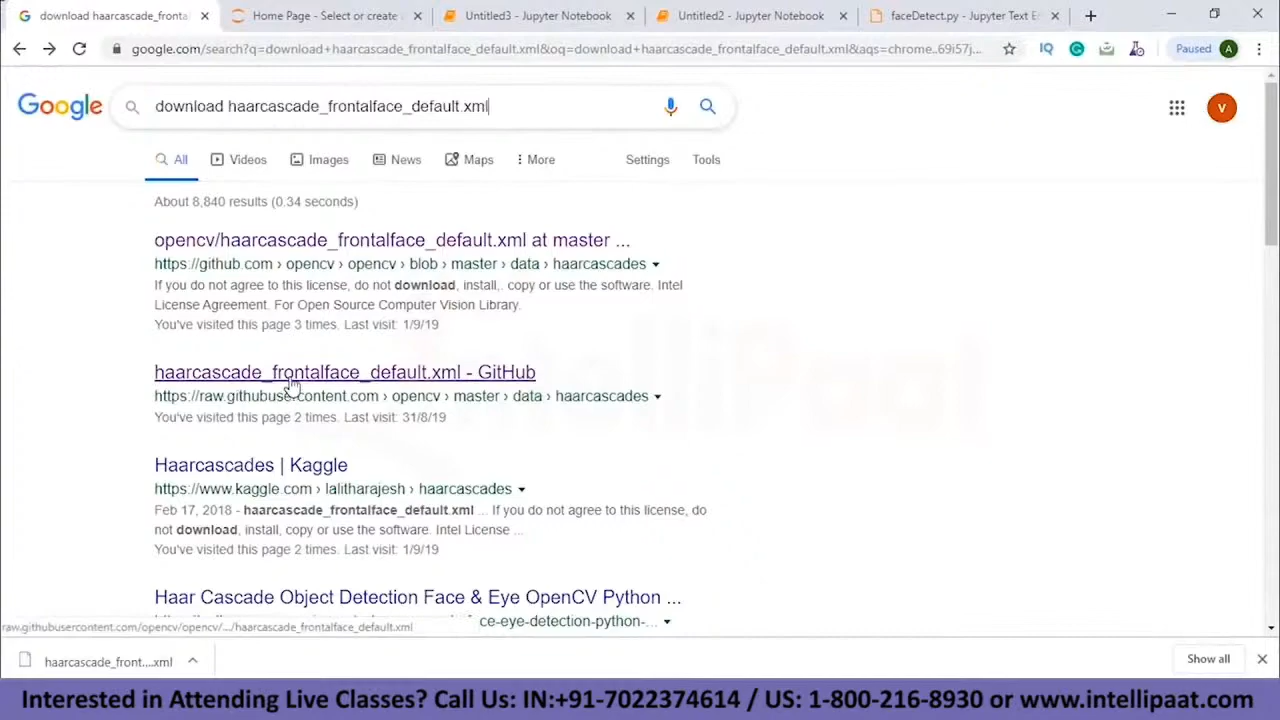 download haarcascade_fronta
Home Page - Select or create
Untitled3 - Jupyter Notebook
Untitled2 - Jupyter Notebook
faceDetect.py - Jupyter Text E
google.com/search?q=download+haarcascade_frontalface_default.xml&oq=download+haarcascade_frontalface_default.xml&aqs=chrome..69i57j...
IQ
Paused
A
Google
download haarcascade_frontalface_default xml
V
All
Videos
Images
News
Maps
More
Settings
Tools
About 8,840 results (0.34 seconds)
opencv/haarcascade_frontalface_default.xml at master ...
https://github.com › opencv › opencv › blob › master › data › haarcascades
If you do not agree to this license, do not download, install,. copy or use the software. Intel
License Agreement. For Open Source Computer Vision Library.
You've visited this page 3 times. Last visit: 1/9/19
haarcascade_frontalface_default.xml - GitHub
https://raw.githubusercontent.com › opencv › master › data › haarcascades
You've visited this page 2 times. Last visit: 31/8/19
Haarcascades | Kaggle
https://www.kaggle.com › lalitharajesh › haarcascades
Feb 17, 2018 - haarcascade_frontalface_default.xml ... If you do not agree to this license, do
not download, install, copy or use the software. Intel License ...
You've visited this page 2 times. Last visit: 1/9/19
Haar Cascade Object Detection Face & Eye OpenCV Python ...
ce-eye-detection-python-...
raw.githubusercontent.com/opencv/opencv/.../haarcascade_frontalface_default.xml
haarcascade_front....xml
Show all
IntelliPaat
Interested in Attending Live Classes? Call Us: IN:+91-7022374614 / US: 1-800-216-8930 or www.intellipaat.com